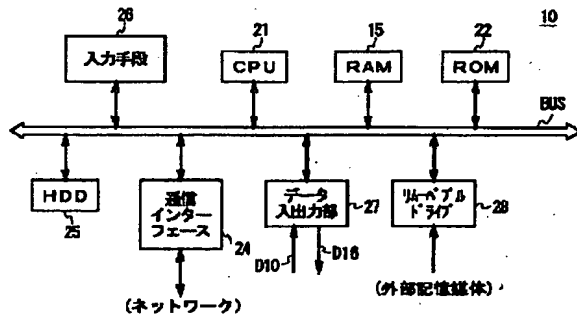 26
21
15
22
10
入力手段
CPU
RAM
ROM
BUS
HDD
通信
インター
フェース
データ
入出力部
リムーバブル
ドライブ
25
24
27
28
D10
D16
(ネットワーク)
(外部記憶媒体)